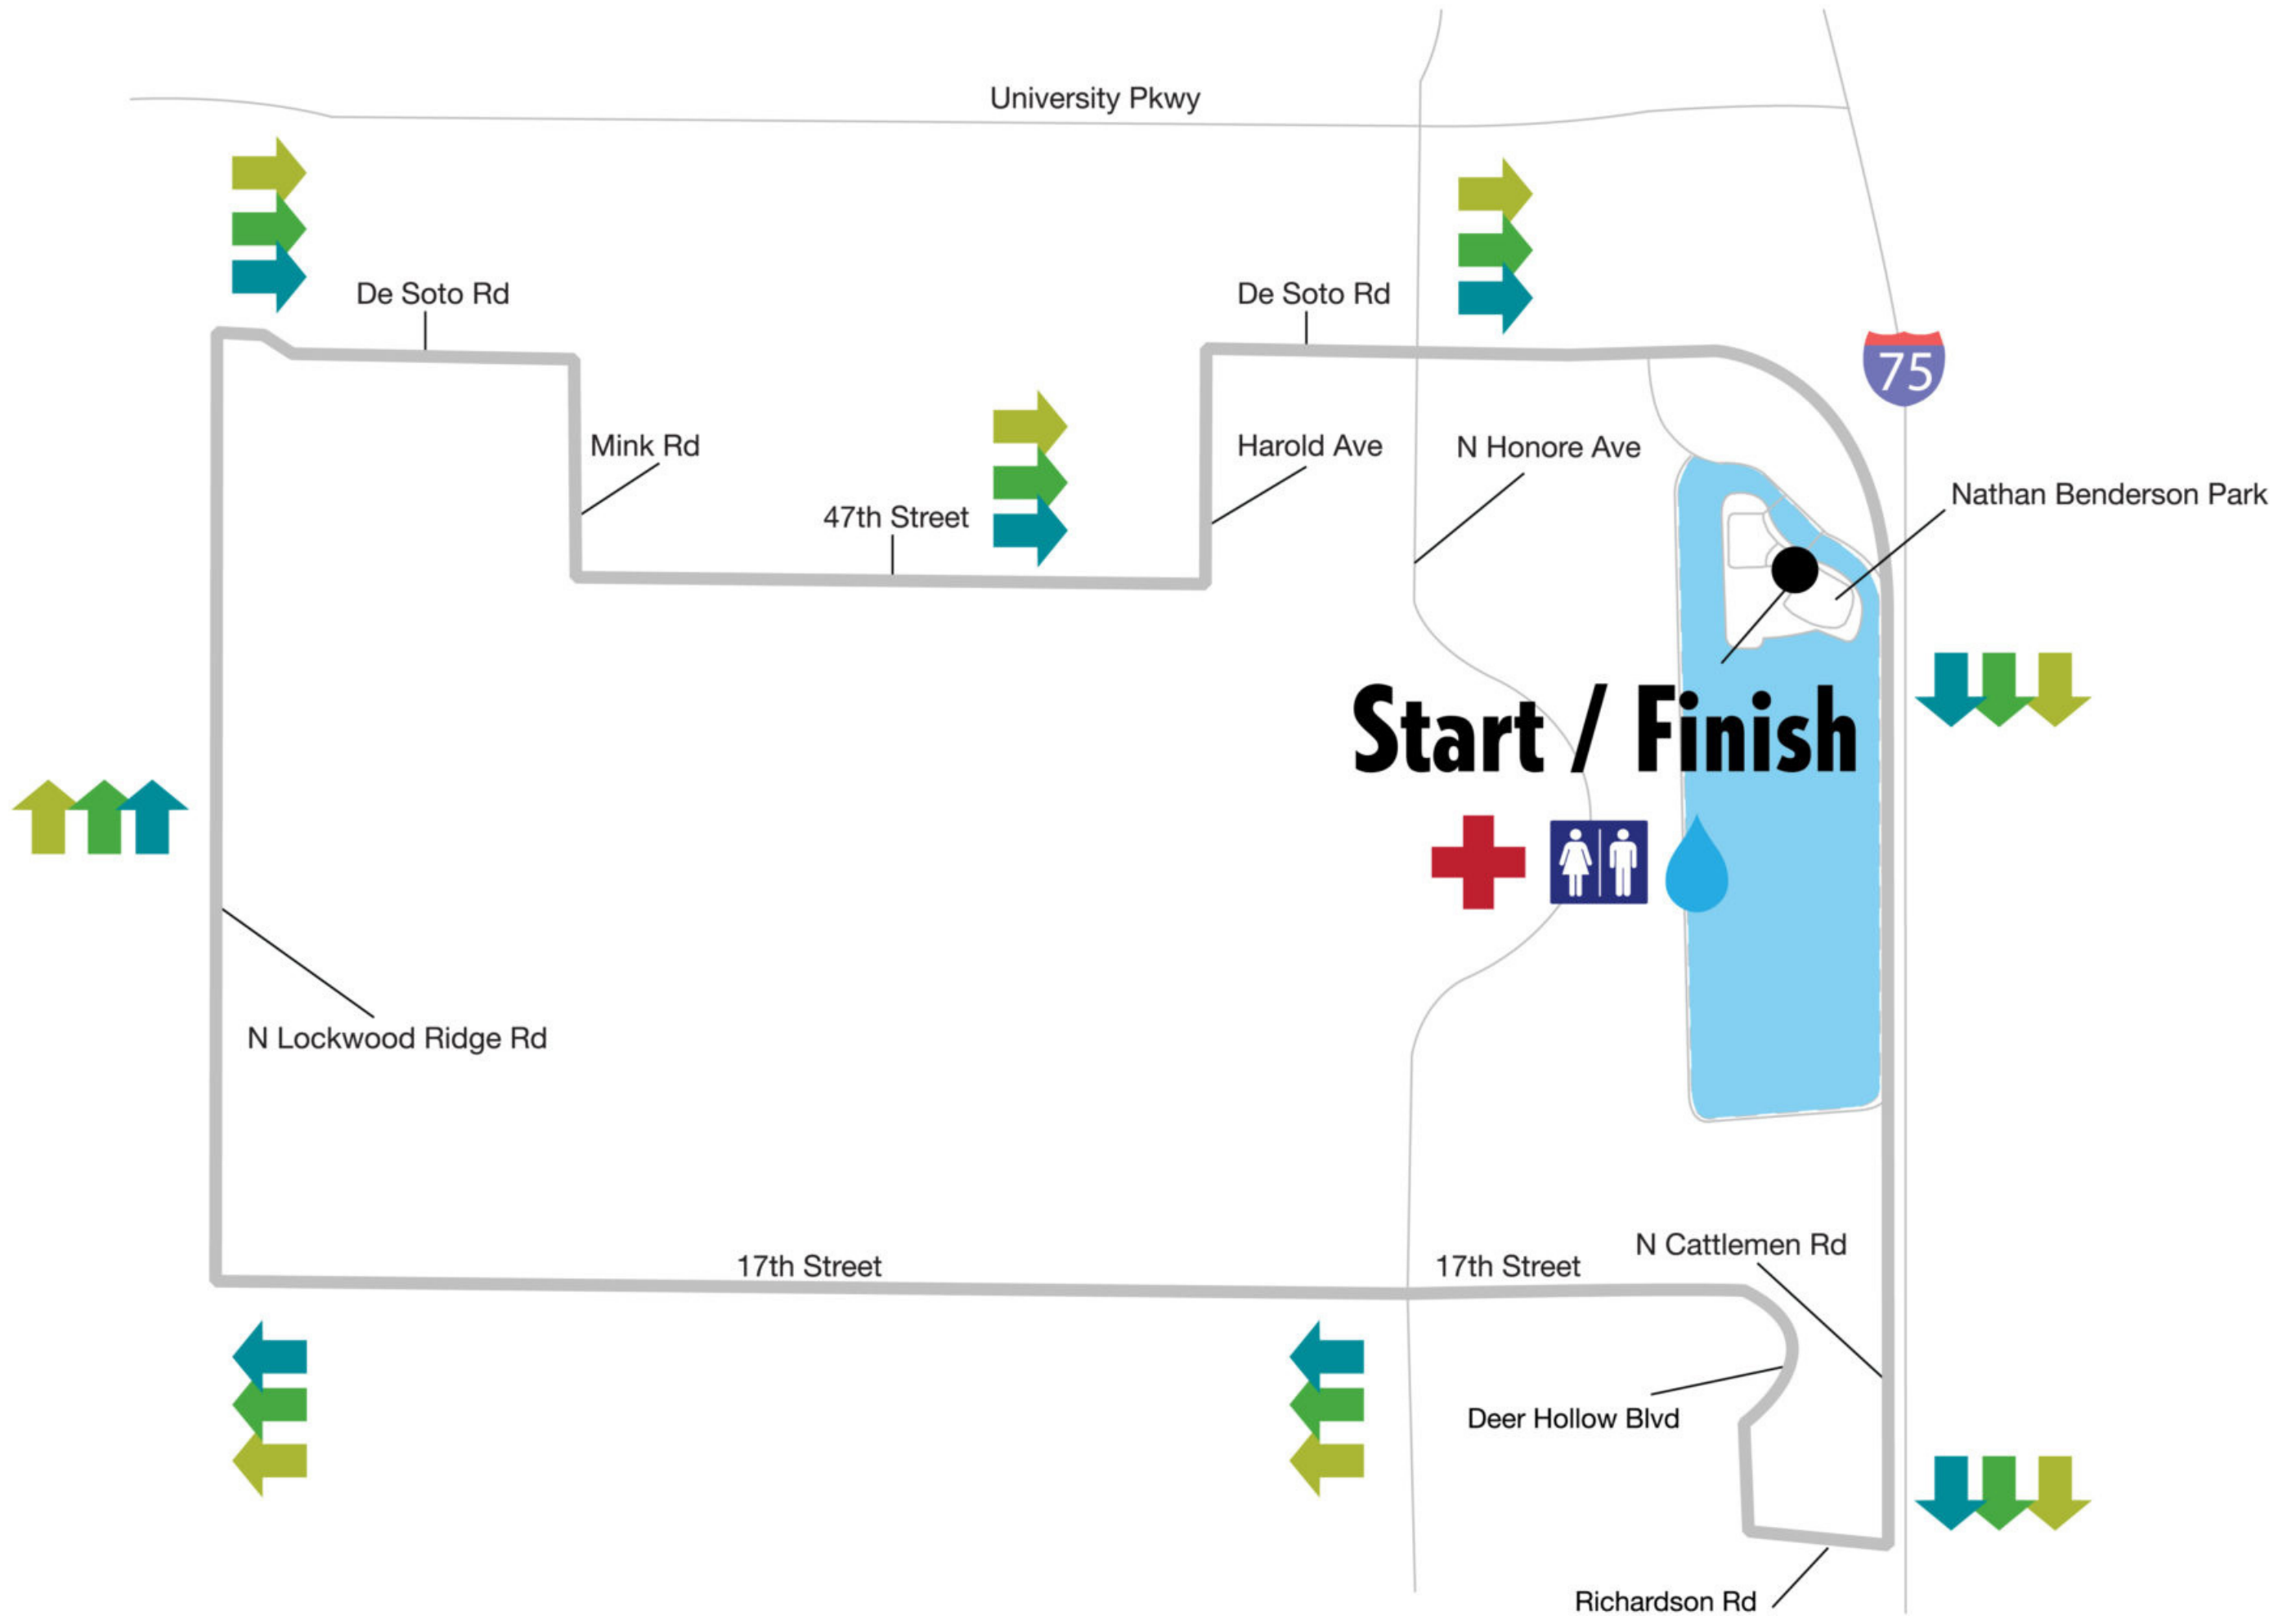 University Pkwy
De Soto Rd
De Soto Rd
75
Mink Rd
Harold Ave
N Honore Ave
Nathan Benderson Park
47th Street
Start / Finish
N Lockwood Ridge Rd
17th Street
17th Street
N Cattlemen Rd
Deer Hollow Blvd
Richardson Rd